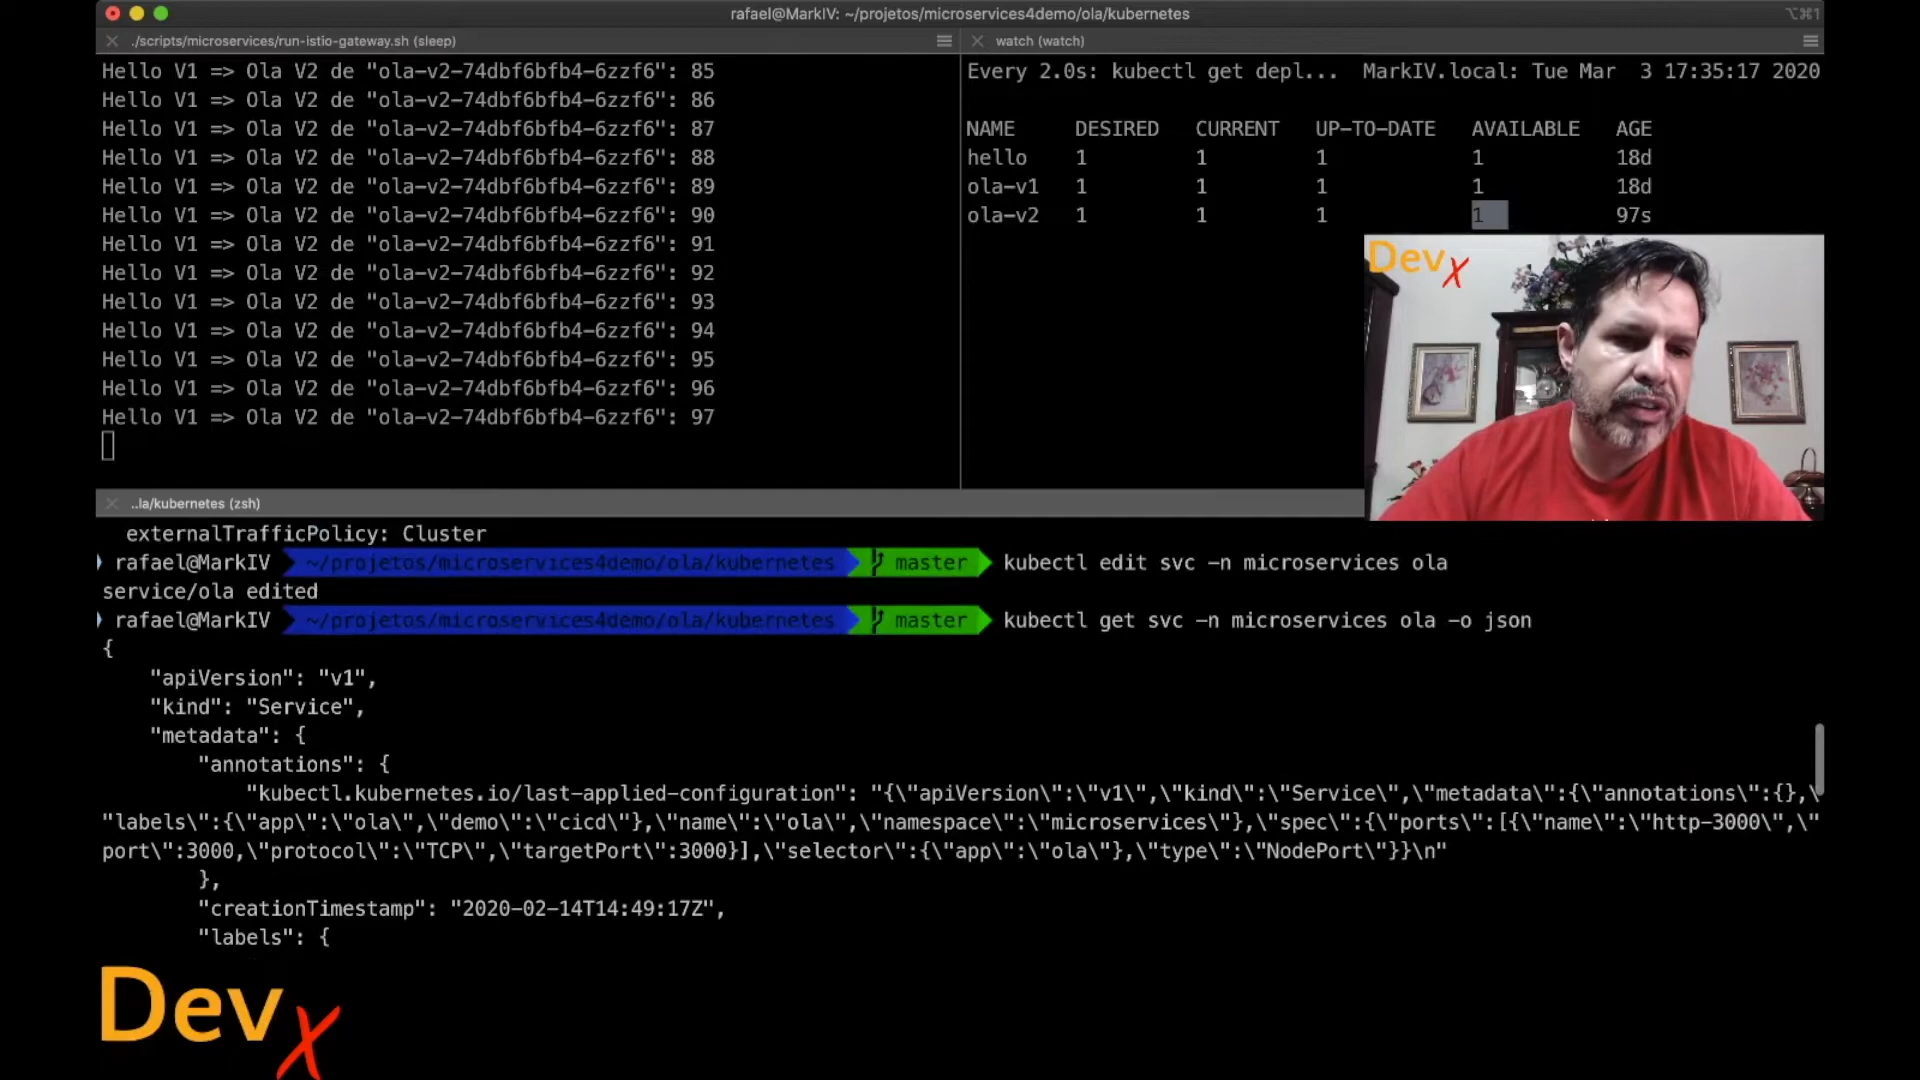 rafael@MarkIV: ~/projetos/microservices4demo/ola/kubernetes
⌥⌘1
./scripts/microservices/run-istio-gateway.sh (sleep)
Hello V1 => Ola V2 de "ola-v2-74dbf6bfb4-6zzf6": 85
Hello V1 => Ola V2 de "ola-v2-74dbf6bfb4-6zzf6": 86
Hello V1 => Ola V2 de "ola-v2-74dbf6bfb4-6zzf6": 87
Hello V1 => Ola V2 de "ola-v2-74dbf6bfb4-6zzf6": 88
Hello V1 => Ola V2 de "ola-v2-74dbf6bfb4-6zzf6": 89
Hello V1 => Ola V2 de "ola-v2-74dbf6bfb4-6zzf6": 90
Hello V1 => Ola V2 de "ola-v2-74dbf6bfb4-6zzf6": 91
Hello V1 => Ola V2 de "ola-v2-74dbf6bfb4-6zzf6": 92
Hello V1 => Ola V2 de "ola-v2-74dbf6bfb4-6zzf6": 93
Hello V1 => Ola V2 de "ola-v2-74dbf6bfb4-6zzf6": 94
Hello V1 => Ola V2 de "ola-v2-74dbf6bfb4-6zzf6": 95
Hello V1 => Ola V2 de "ola-v2-74dbf6bfb4-6zzf6": 96
Hello V1 => Ola V2 de "ola-v2-74dbf6bfb4-6zzf6": 97
watch (watch)
Every 2.0s: kubectl get depl... MarkIV.local: Tue Mar 3 17:35:17 2020
NAME DESIRED CURRENT UP-TO-DATE AVAILABLE AGE
hello 1 1 1 1 18d
ola-v1 1 1 1 1 18d
ola-v2 1 1 1 1 97s
DevX
..la/kubernetes (zsh)
externalTrafficPolicy: Cluster
rafael@MarkIV ~/projetos/microservices4demo/ola/kubernetes master kubectl edit svc -n microservices ola
service/ola edited
rafael@MarkIV ~/projetos/microservices4demo/ola/kubernetes master kubectl get svc -n microservices ola -o json
{
"apiVersion": "v1",
"kind": "Service",
"metadata": {
"annotations": {
"kubectl.kubernetes.io/last-applied-configuration": "{\"apiVersion\":\"v1\",\"kind\":\"Service\",\"metadata\":{\"annotations\":{},\
"labels\":{\"app\":\"ola\",\"demo\":\"cicd\"},\"name\":\"ola\",\"namespace\":\"microservices\"},\"spec\":{\"ports\":[{\"name\":\"http-3000\",\"
port\":3000,\"protocol\":\"TCP\",\"targetPort\":3000}],\"selector\":{\"app\":\"ola\"},\"type\":\"NodePort\"}}\n"
},
"creationTimestamp": "2020-02-14T14:49:17Z",
"labels": {
DevX